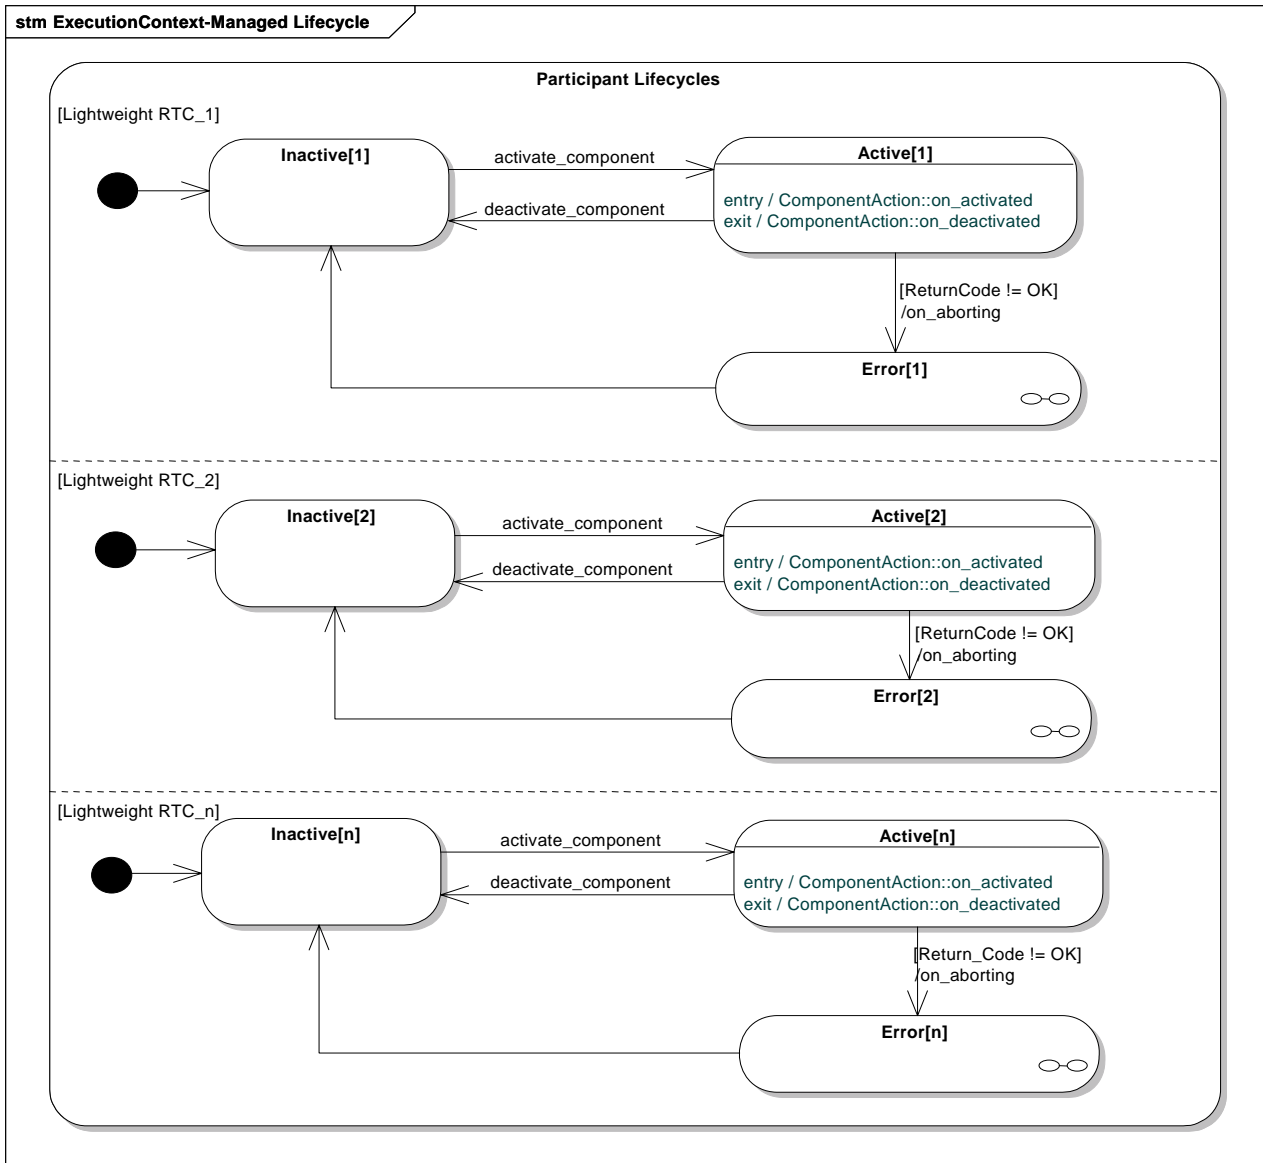 stm ExecutionContext-Managed Lifecycle
Participant Lifecycles
[Lightweight RTC_1]
Inactive[1]
activate_component
deactivate_component
Active[1]
entry / ComponentAction::on_activated
exit / ComponentAction::on_deactivated
[ReturnCode != OK]
/on_aborting
Error[1]
[Lightweight RTC_2]
Inactive[2]
activate_component
deactivate_component
Active[2]
entry / ComponentAction::on_activated
exit / ComponentAction::on_deactivated
[ReturnCode != OK]
/on_aborting
Error[2]
[Lightweight RTC_n]
Inactive[n]
activate_component
deactivate_component
Active[n]
entry / ComponentAction::on_activated
exit / ComponentAction::on_deactivated
[Return_Code != OK]
/on_aborting
Error[n]